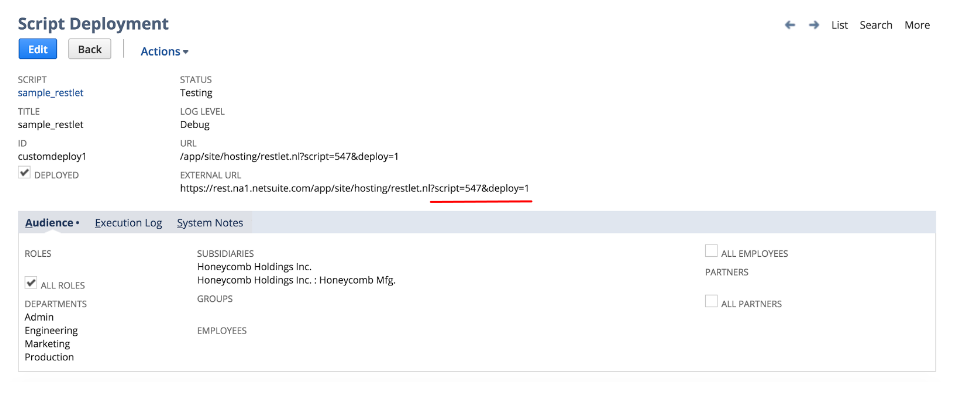 Script Deployment
List Search More
Edit Back Actions
SCRIPT
sample_restlet
TITLE
sample_restlet
ID
customdeploy1
DEPLOYED
STATUS
Testing
LOG LEVEL
Debug
URL
/app/site/hosting/restlet.nl?script=547&deploy=1
EXTERNAL URL
https://rest.na1.netsuite.com/app/site/hosting/restlet.nl?script=547&deploy=1
Audience • Execution Log System Notes
ROLES
ALL ROLES
DEPARTMENTS
Admin
Engineering
Marketing
Production
SUBSIDIARIES
Honeycomb Holdings Inc.
Honeycomb Holdings Inc. : Honeycomb Mfg.
GROUPS
EMPLOYEES
ALL EMPLOYEES
PARTNERS
ALL PARTNERS